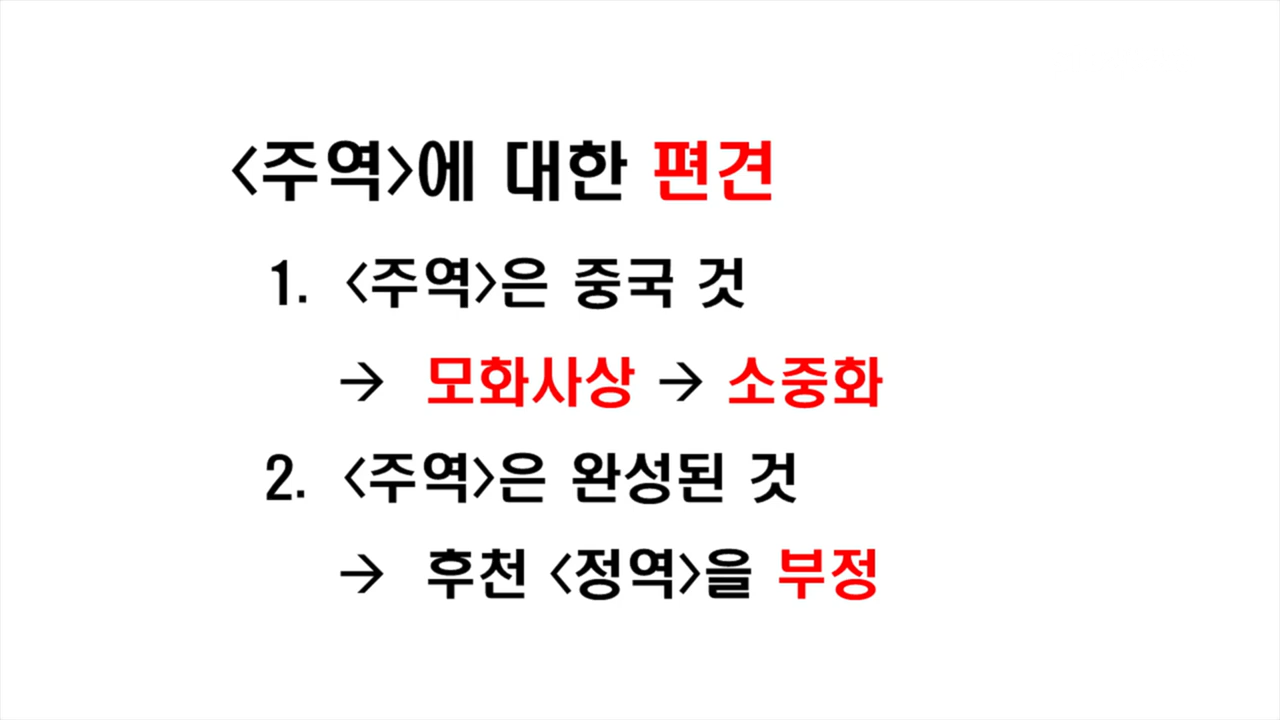 <주역>에 대한 편견
1. <주역>은 중국 것
→ 모화사상 → 소중화
2. <주역>은 완성된 것
→ 후천 <정역>을 부정